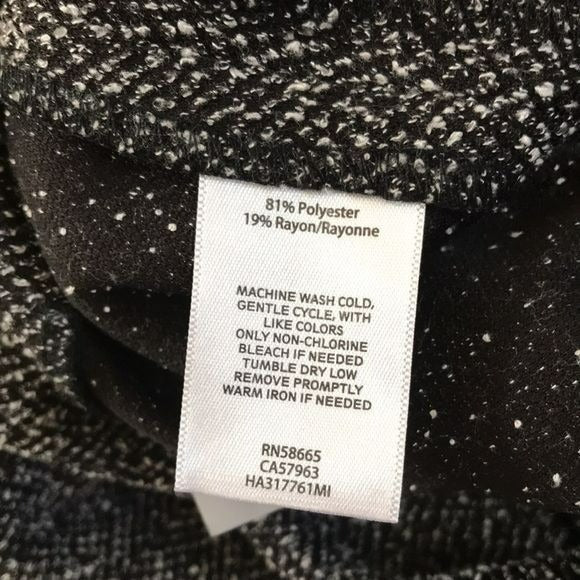 81% Polyester
19% Rayon/Rayonne
MACHINE WASH COLD,
GENTLE CYCLE, WITH
LIKE COLORS
ONLY NON-CHLORINE
BLEACH IF NEEDED
TUMBLE DRY LOW
REMOVE PROMPTLY
WARM IRON IF NEEDED
RN58665
CA57963
HA317761MI